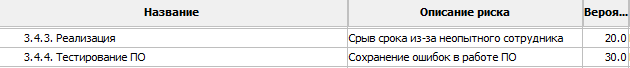 Название Описание риска Вероя...
3.4.3. Реализация Срыв срока из-за неопытного сотрудника 20.0
3.4.4. Тестирование ПО Сохранение ошибок в работе ПО 30.0